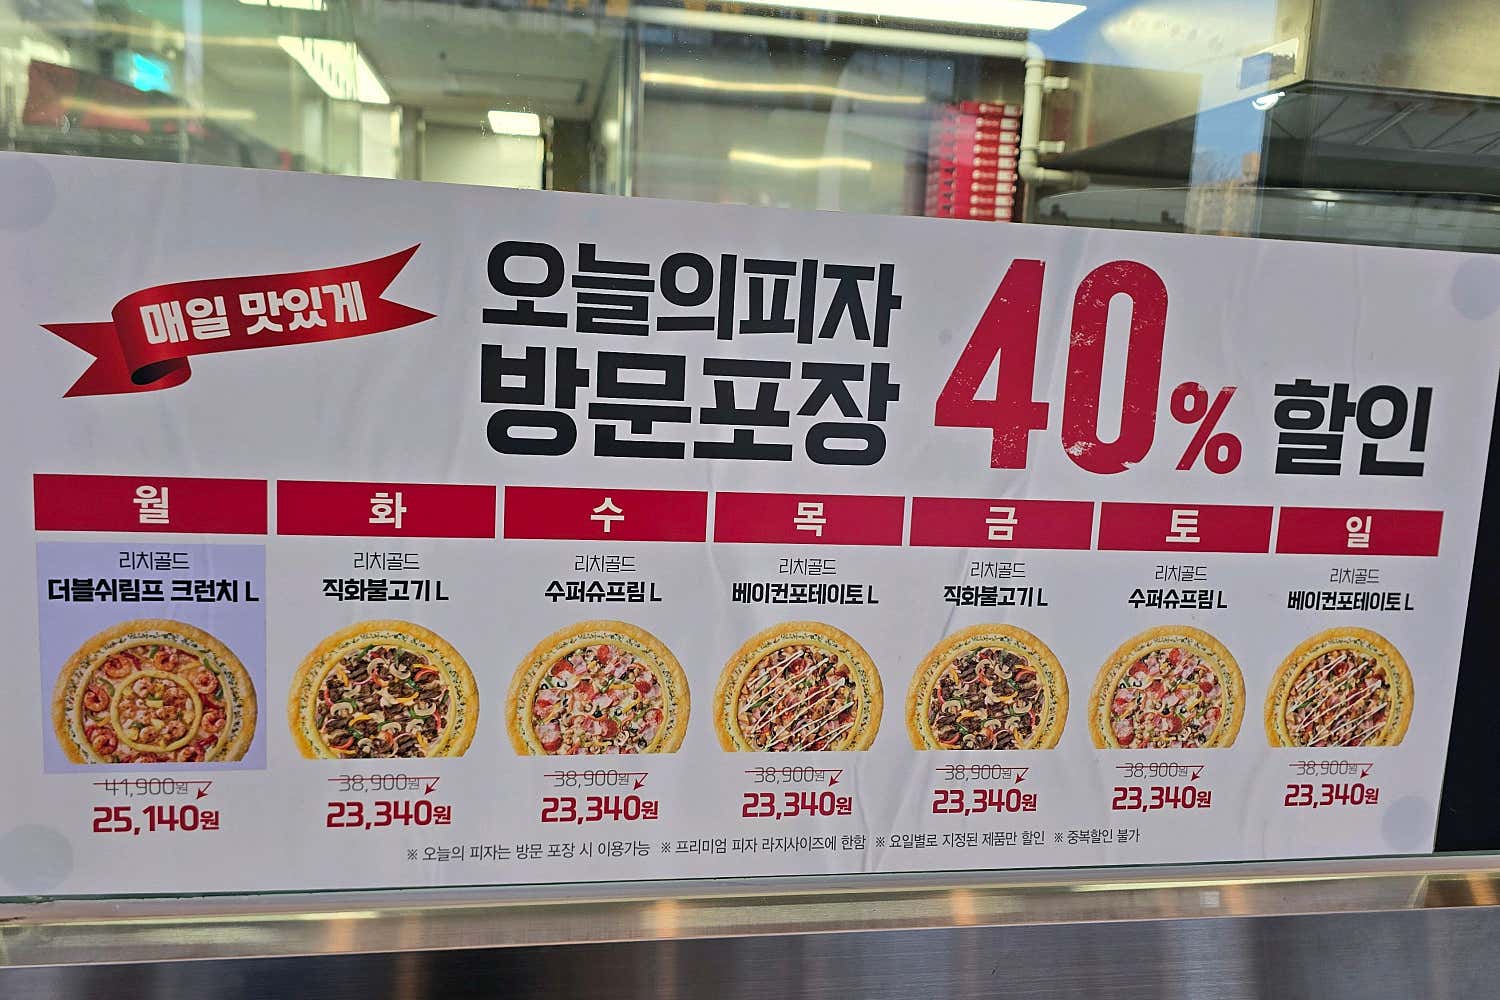 매일 맛있게
오늘의피자
방문포장 40% 할인
월 화 수 목 금 토 일
리치골드
더블쉬림프 크런치 L
41,900원
25,140원
리치골드
직화불고기 L
38,900원
23,340원
리치골드
수퍼슈프림 L
38,900원
23,340원
리치골드
베이컨포테이토 L
38,900원
23,340원
리치골드
직화불고기 L
38,900원
23,340원
리치골드
수퍼슈프림 L
38,900원
23,340원
리치골드
베이컨포테이토 L
38,900원
23,340원
※ 오늘의 피자는 방문 포장 시 이용가능 ※ 프리미엄 피자 라지사이즈에 한함 ※ 요일별로 지정된 제품만 할인 ※ 중복할인 불가